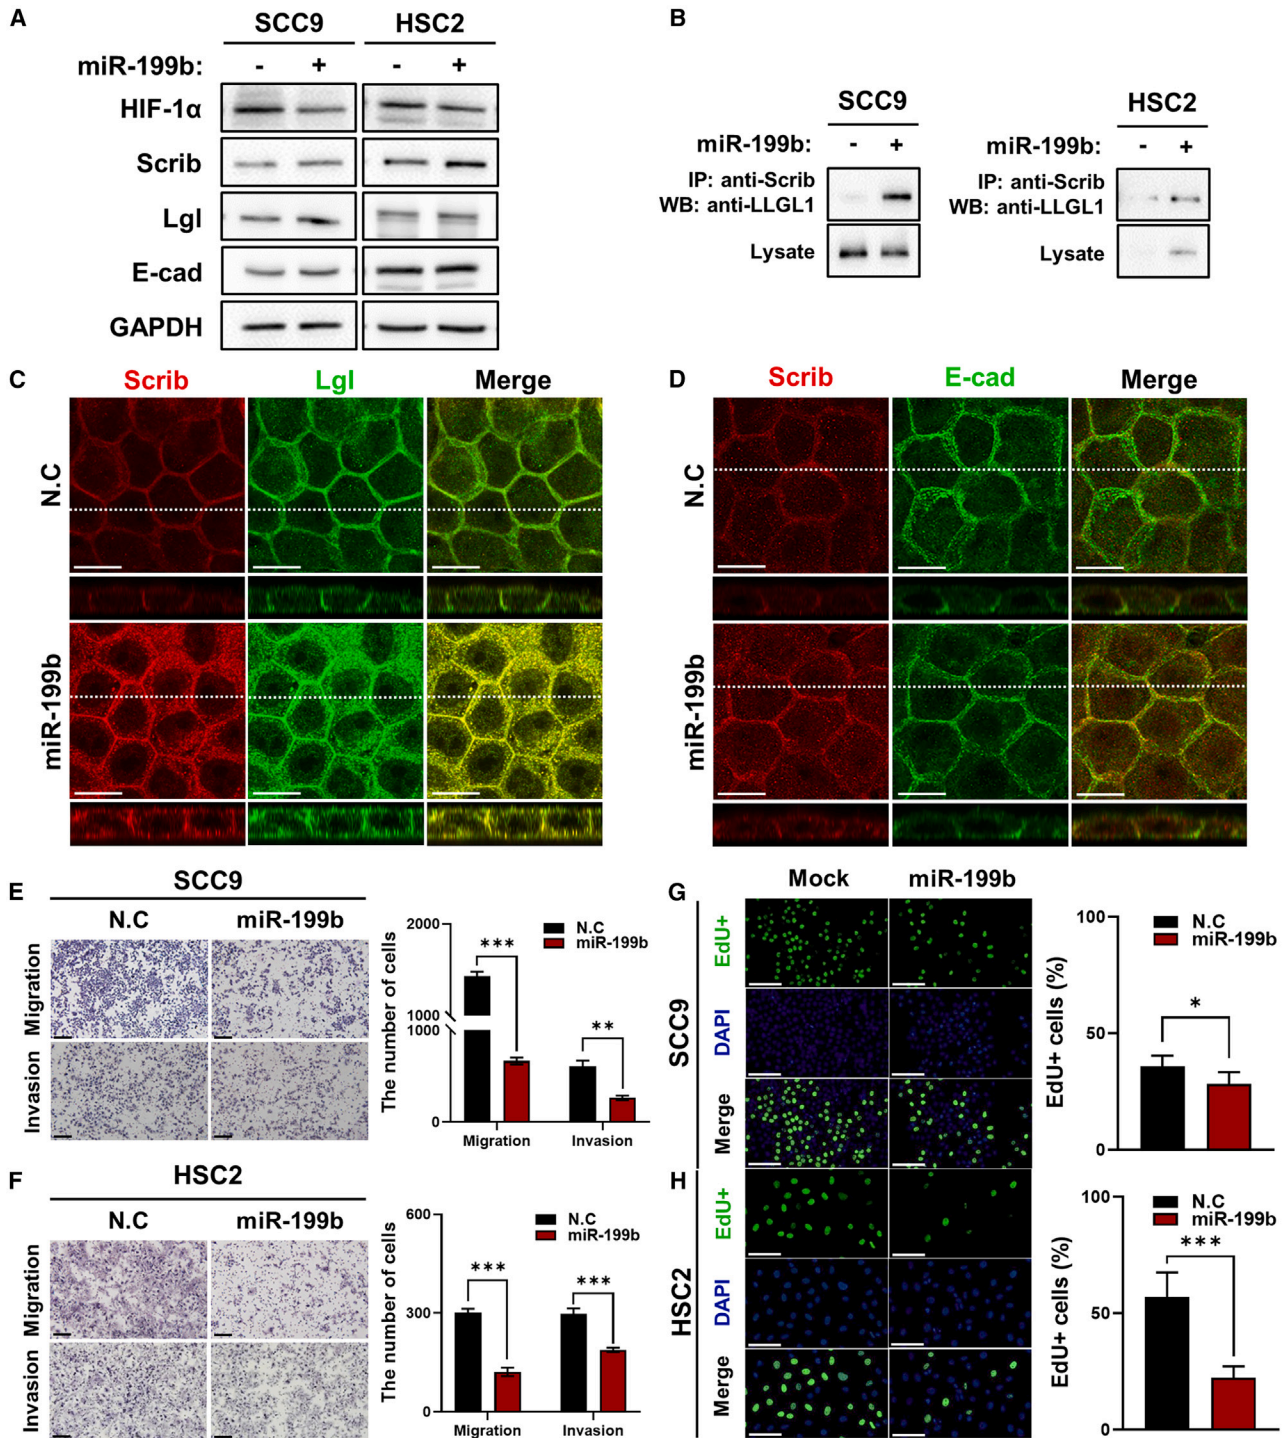 A
SCC9 HSC2
miR-199b: - + - +
HIF-1α
Scrib
Lgl
E-cad
GAPDH
B
SCC9
miR-199b: - +
IP: anti-Scrib
WB: anti-LLGL1
Lysate
HSC2
miR-199b: - +
IP: anti-Scrib
WB: anti-LLGL1
Lysate
C
Scrib Lgl Merge
N.C
miR-199b
D
Scrib E-cad Merge
N.C
miR-199b
E
SCC9
N.C miR-199b
Migration
Invasion
The number of cells
2000
1000
1000
0
N.C
miR-199b
***
**
Migration Invasion
F
HSC2
N.C miR-199b
Migration
Invasion
The number of cells
600
300
0
N.C
miR-199b
***
***
Migration Invasion
G
Mock miR-199b
SCC9
EdU+
DAPI
Merge
EdU+ cells (%)
100
50
0
N.C
miR-199b
*
H
HSC2
EdU+
DAPI
Merge
EdU+ cells (%)
100
50
0
N.C
miR-199b
***